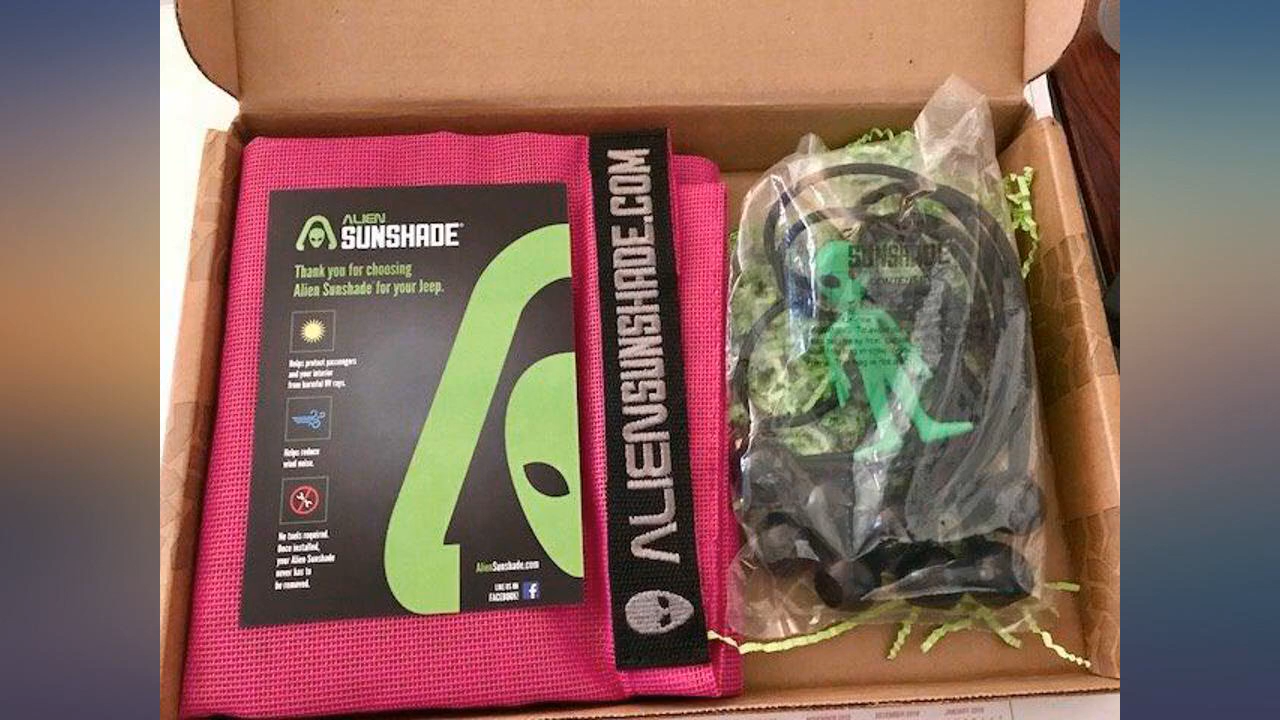 ALIEN
SUNSHADE®
Thank you for choosing
Alien Sunshade for your Jeep.
Helps protect passengers
and your interior
from harmful UV rays.
Helps reduce
wind noise.
No tools required.
Once installed,
your Alien Sunshade
never has to
be removed.
AlienSunshade.com
LIKE US ON
FACEBOOK!
ALIENSUNSHADE.COM
SUNSHADE